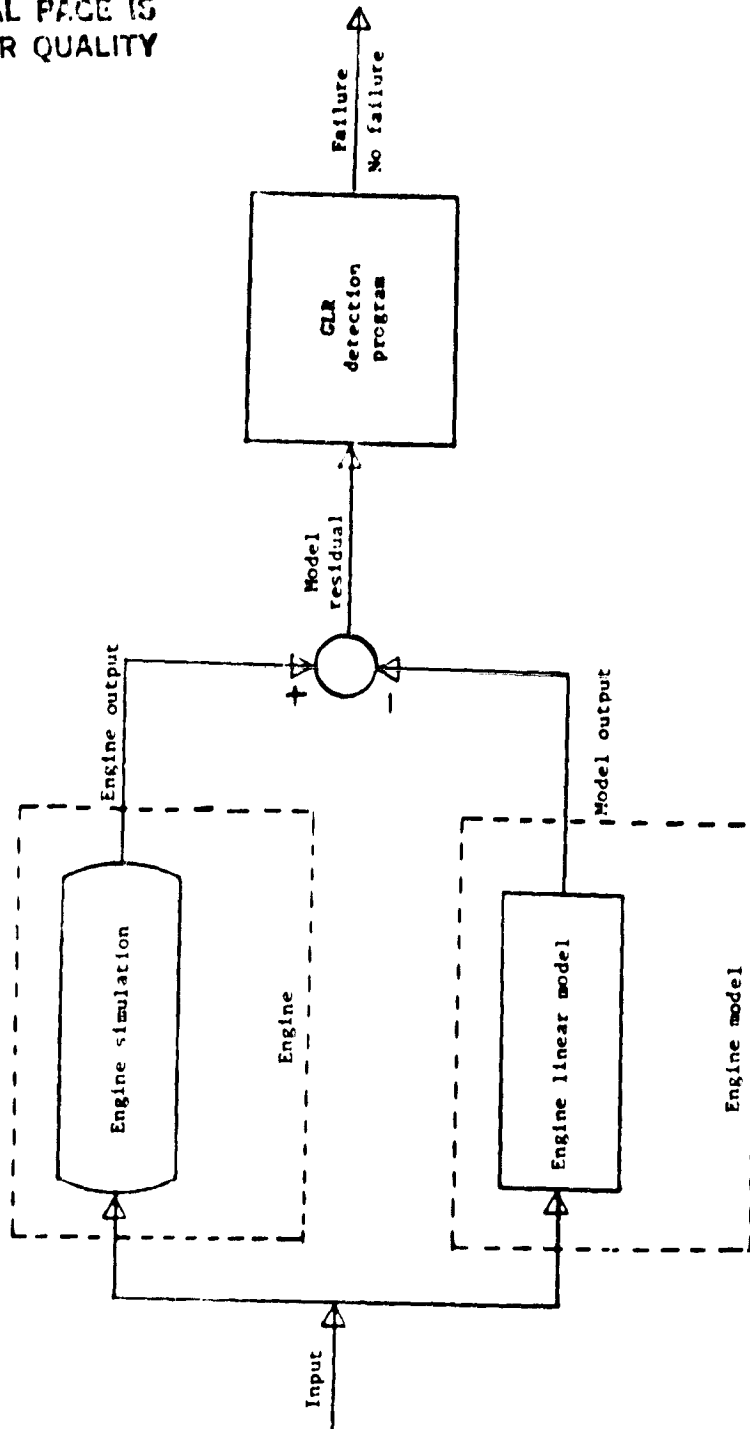 AL PAGE IS
R QUALITY
Input
Engine simulation
Engine
Engine output
Engine linear model
Engine model
Model output
+
-
Model
residual
GLR
detection
program
Failure
No failure